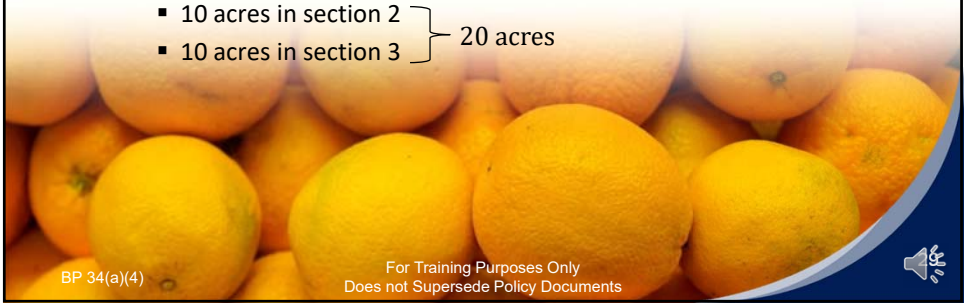 ▪ 10 acres in section 2
▪ 10 acres in section 3
20 acres
BP 34(a)(4)
For Training Purposes Only
Does not Supersede Policy Documents